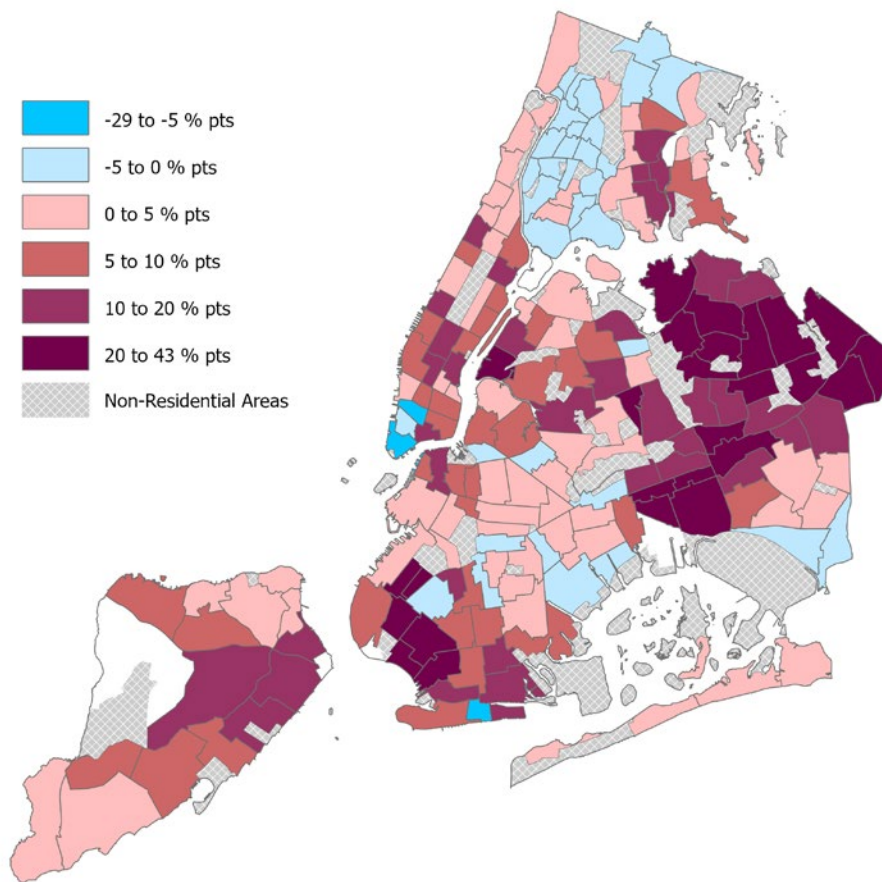 -29 to -5 % pts
-5 to 0 % pts
0 to 5 % pts
5 to 10 % pts
10 to 20 % pts
20 to 43 % pts
Non-Residential Areas